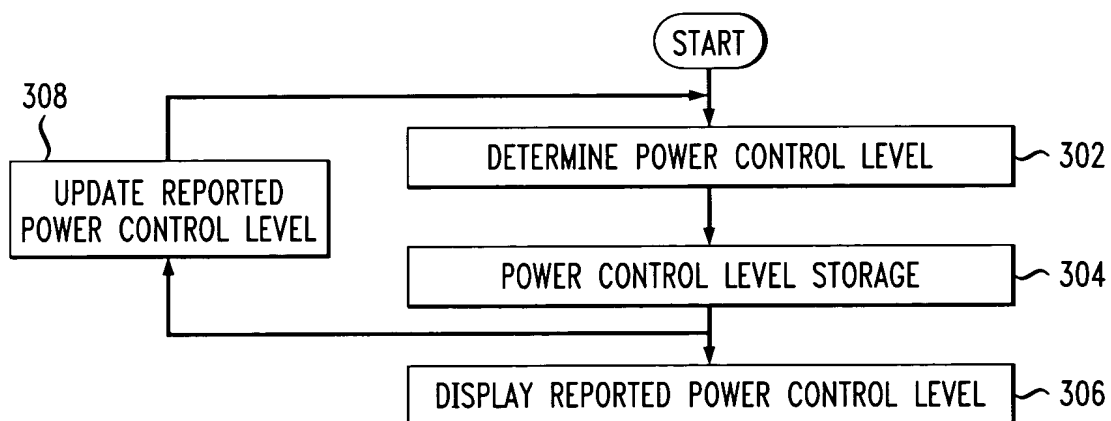 START
308
DETERMINE POWER CONTROL LEVEL
302
UPDATE REPORTED
POWER CONTROL LEVEL
POWER CONTROL LEVEL STORAGE
304
DISPLAY REPORTED POWER CONTROL LEVEL
306